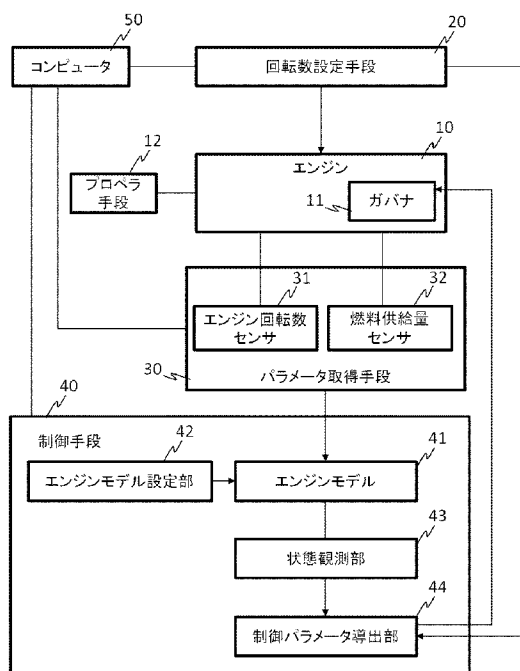 50
20
コンピュータ
回転数設定手段
10
12
エンジン
プロペラ
手段
11
ガバナ
31
32
エンジン回転数
センサ
燃料供給量
センサ
30
パラメータ取得手段
40
制御手段
42
41
エンジンモデル設定部
エンジンモデル
43
状態観測部
44
制御パラメータ導出部